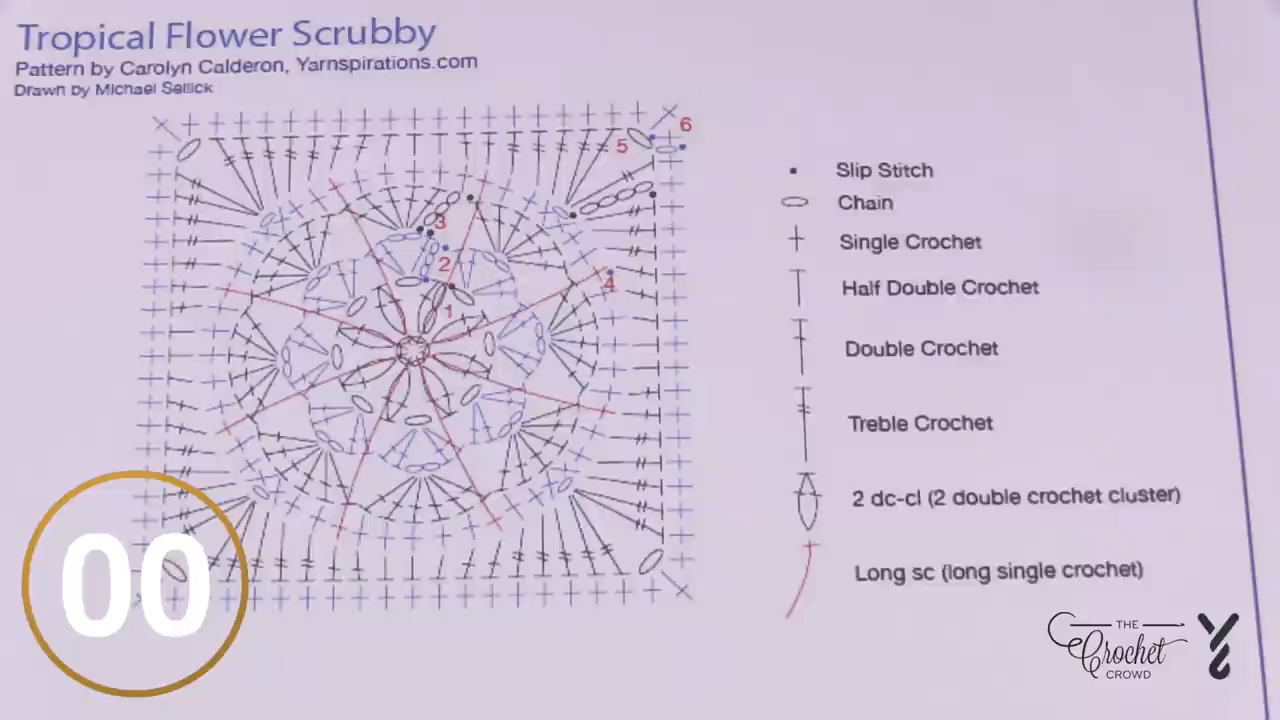 Tropical Flower Scrubby
Pattern by Carolyn Calderon, Yarnspirations.com
Drawn by Michael Sellick
6
5
3
2
4
1
Slip Stitch
Chain
Single Crochet
Half Double Crochet
Double Crochet
Treble Crochet
2 dc-cl (2 double crochet cluster)
Long sc (long single crochet)
00
THE
Crochet
CROWD